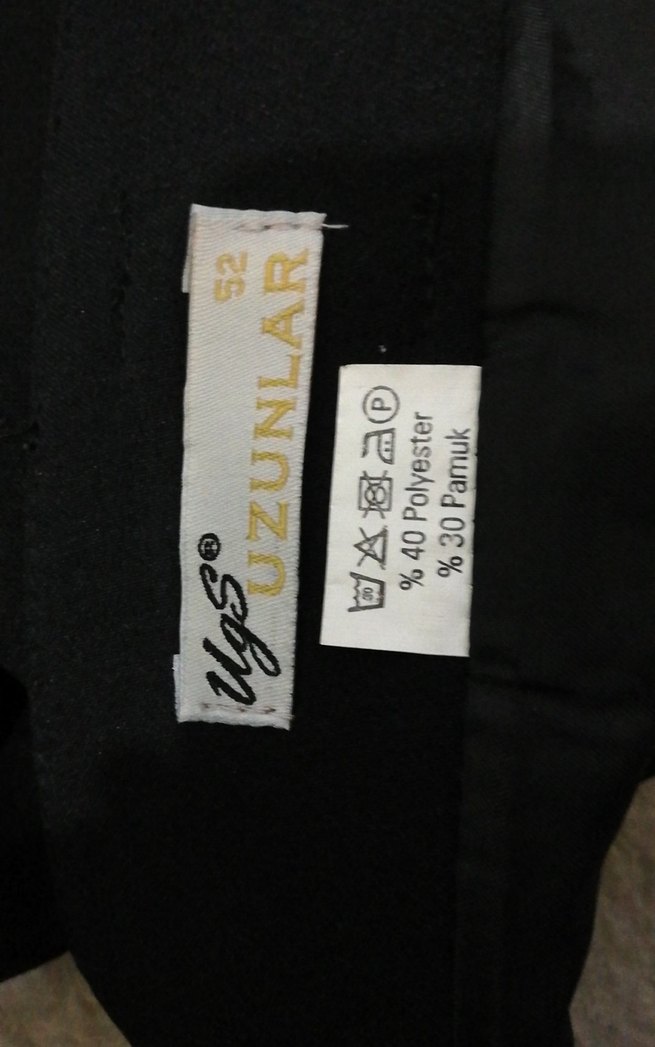 UgS®
UZUNLAR
52
P
% 40 Polyester
% 30 Pamuk